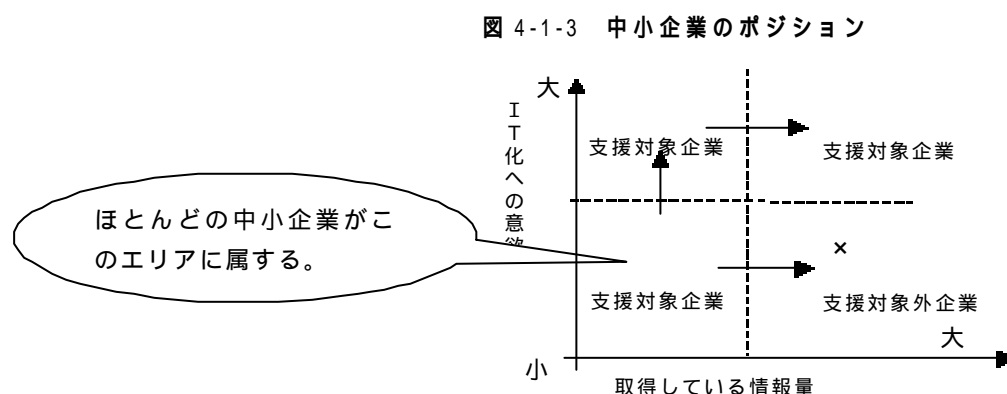 図 4-1-3 中小企業のポジション
大
ＩＴ化への意欲
支援対象企業
支援対象企業
ほとんどの中小企業がこ
のエリアに属する。
×
支援対象企業
支援対象外企業
大
小
取得している情報量